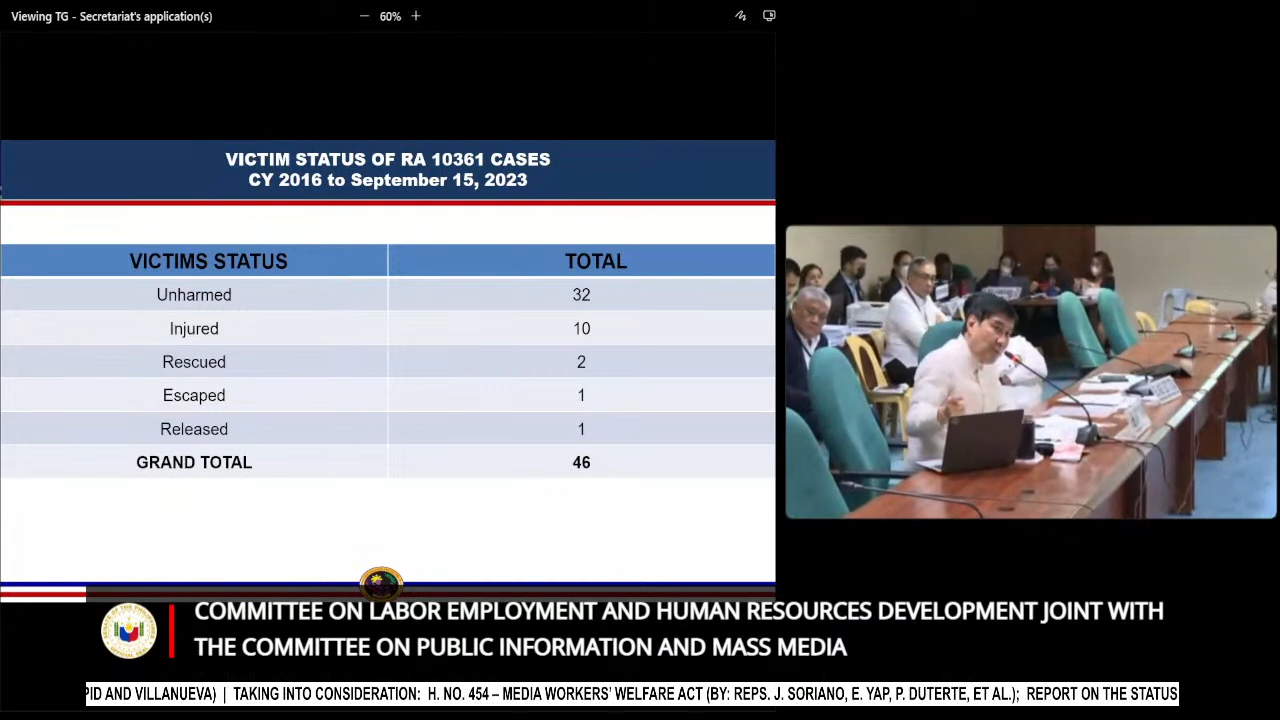 Viewing TG - Secretariat's application(s)
60%
VICTIM STATUS OF RA 10361 CASES
CY 2016 to September 15, 2023
VICTIMS STATUS TOTAL
Unharmed 32
Injured 10
Rescued 2
Escaped 1
Released 1
GRAND TOTAL 46
COMMITTEE ON LABOR EMPLOYMENT AND HUMAN RESOURCES DEVELOPMENT JOINT WITH
THE COMMITTEE ON PUBLIC INFORMATION AND MASS MEDIA
PID AND VILLANUEVA) | TAKING INTO CONSIDERATION: H. NO. 454 – MEDIA WORKERS' WELFARE ACT (BY: REPS. J. SORIANO, E. YAP, P. DUTERTE, ET AL.); REPORT ON THE STATUS